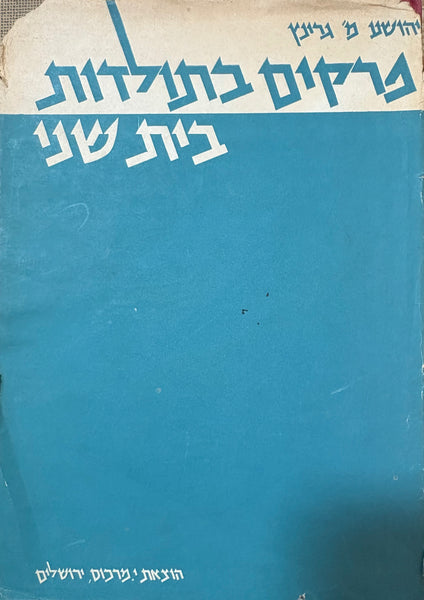 יהושע מ׳ גרינץ
פרקים בתולדות
בית שני
הוצאת י. מרכוס, ירושלים